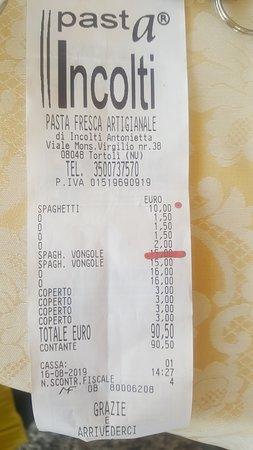 pasta®
Incolti
PASTA FRESCA ARTIGIANALE
di Incolti Antonietta
Viale Mons.Virgilio nr.38
08048 Tortolì (NU)
TEL. 3500737570
P.IVA 01519690919
EURO
SPAGHETTI 10,00
0 1,50
0 1,50
0 1,50
0 2,00
SPAGH. VONGOLE 15,00
SPAGH. VONGOLE 15,00
0 16,00
0 16,00
COPERTO 3,00
COPERTO 3,00
COPERTO 3,00
COPERTO 3,00
TOTALE EURO 90,50
CONTANTE 90,50
CASSA: 01
16-08-2019 14:27
N.SCONTR.FISCALE 4
MF 08 80006208
GRAZIE
E
ARRIVEDERCI